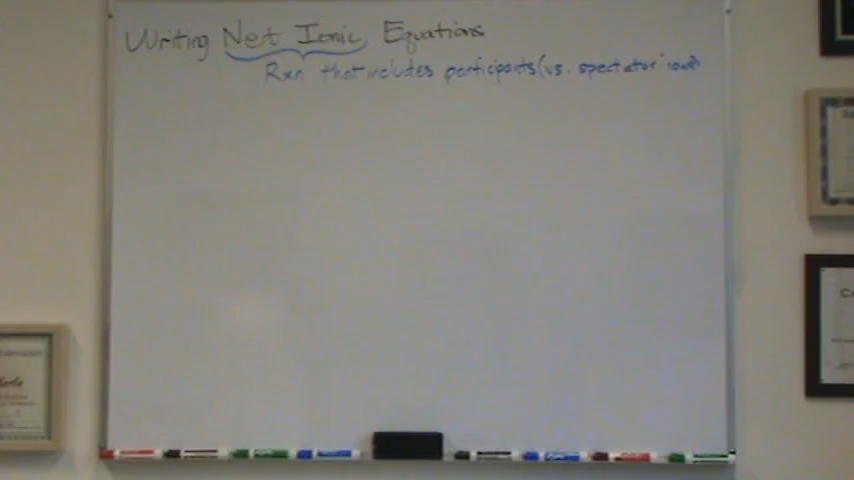 Writing Net Ionic Equations
Rxn that includes participants (vs. spectator ions)